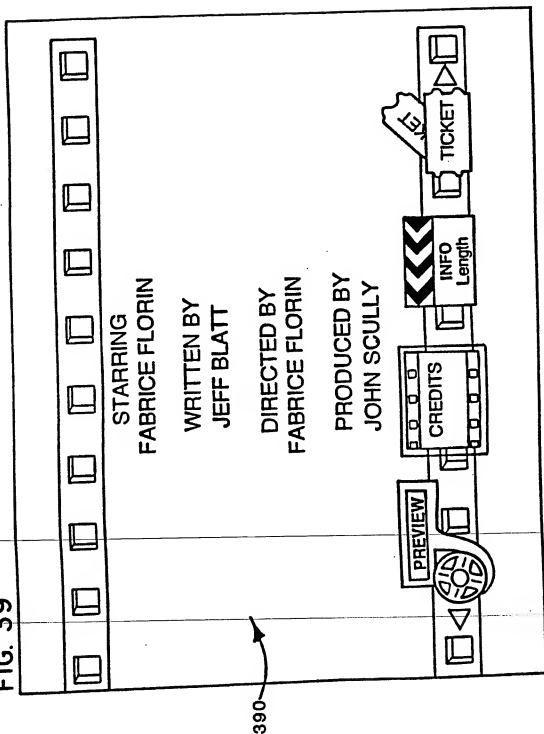 FIG. 39
STARRING
FABRICE FLORIN
WRITTEN BY
JEFF BLATT
DIRECTED BY
FABRICE FLORIN
PRODUCED BY
JOHN SCULLY
PREVIEW
CREDITS
INFO
Length
KET
TICKET
390